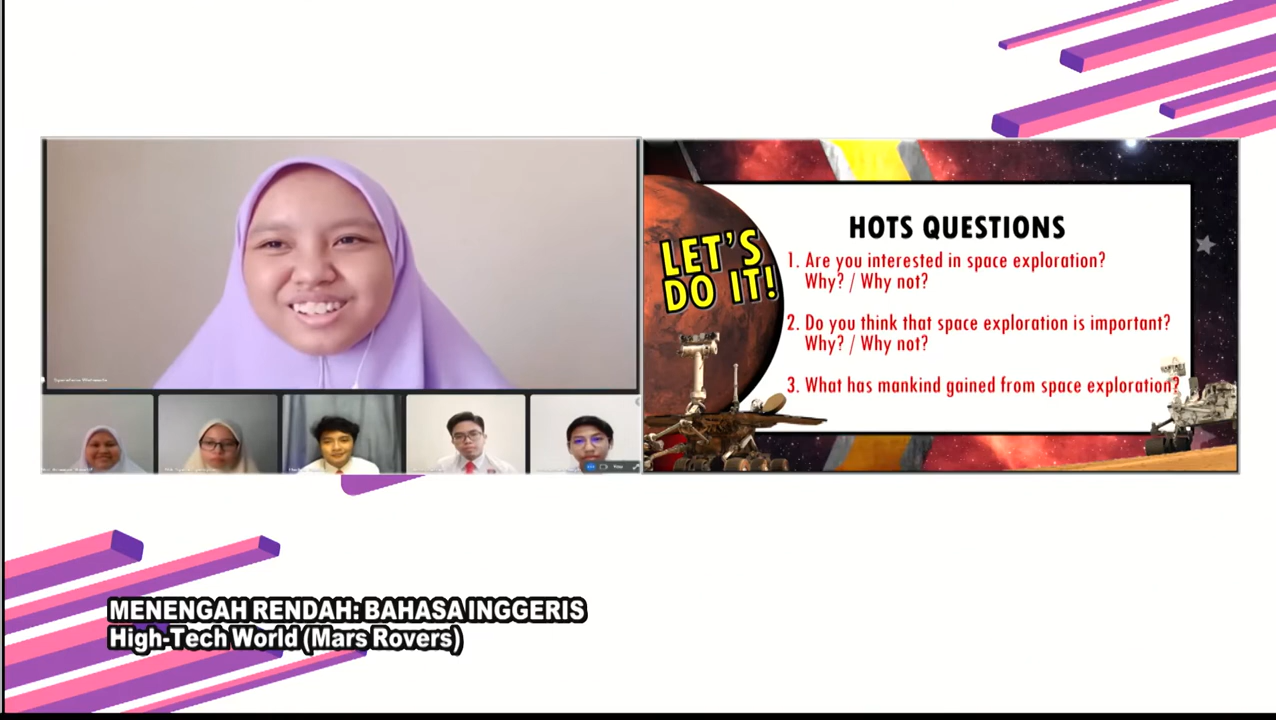 LET'S
DO IT!
HOTS QUESTIONS
1. Are you interested in space exploration?
Why? / Why not?
2. Do you think that space exploration is important?
Why? / Why not?
3. What has mankind gained from space exploration?
MENENGAH RENDAH: BAHASA INGGERIS
High-Tech World (Mars Rovers)